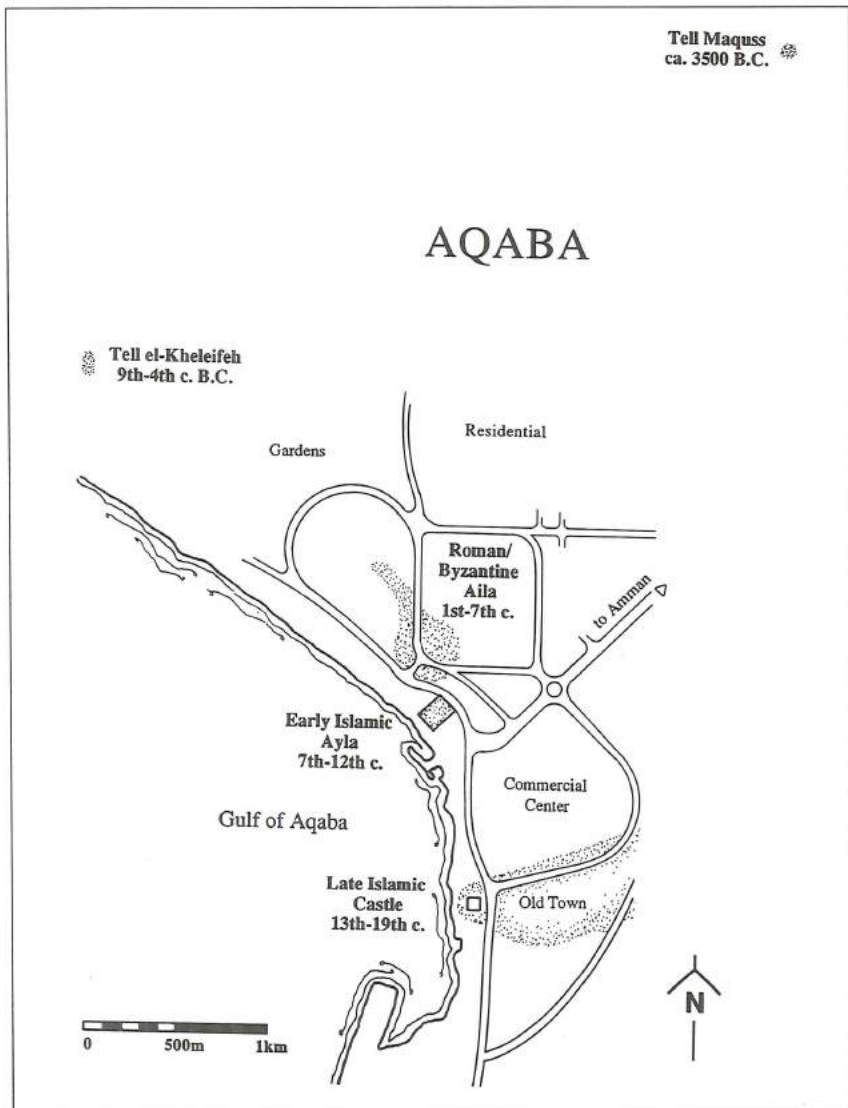 Tell Maquss
ca. 3500 B.C.
AQABA
Tell el-Kheleifeh
9th-4th c. B.C.
Residential
Gardens
Roman/
Byzantine
Aila
1st-7th c.
to Amman
Early Islamic
Ayla
7th-12th c.
Commercial
Center
Gulf of Aqaba
Late Islamic
Castle
13th-19th c.
Old Town
N
0 500m 1km